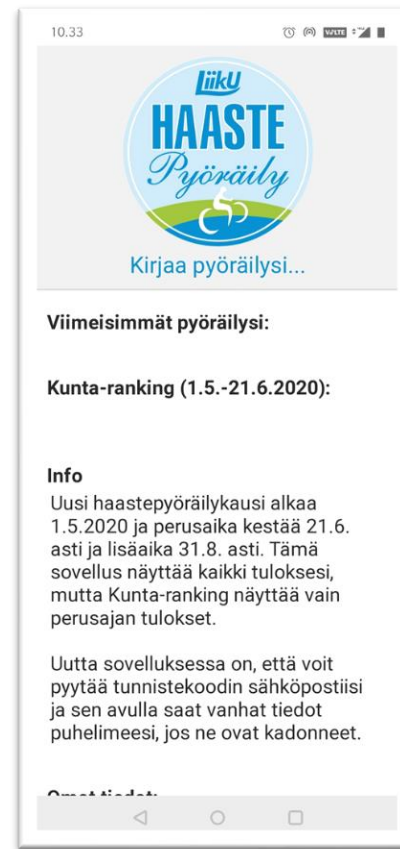 10.33
VoLTE
LiikU
HAASTE
Pyöräily
Kirjaa pyöräilysi...
Viimeisimmät pyöräilysi:
Kunta-ranking (1.5.-21.6.2020):
Info
Uusi haastepyöräilykausi alkaa
1.5.2020 ja perusaika kestää 21.6.
asti ja lisäaika 31.8. asti. Tämä
sovellus näyttää kaikki tuloksesi,
mutta Kunta-ranking näyttää vain
perusajan tulokset.
Uutta sovelluksessa on, että voit
pyytää tunnistekoodin sähköpostiisi
ja sen avulla saat vanhat tiedot
puhelimeesi, jos ne ovat kadonneet.
Omat tiedot: